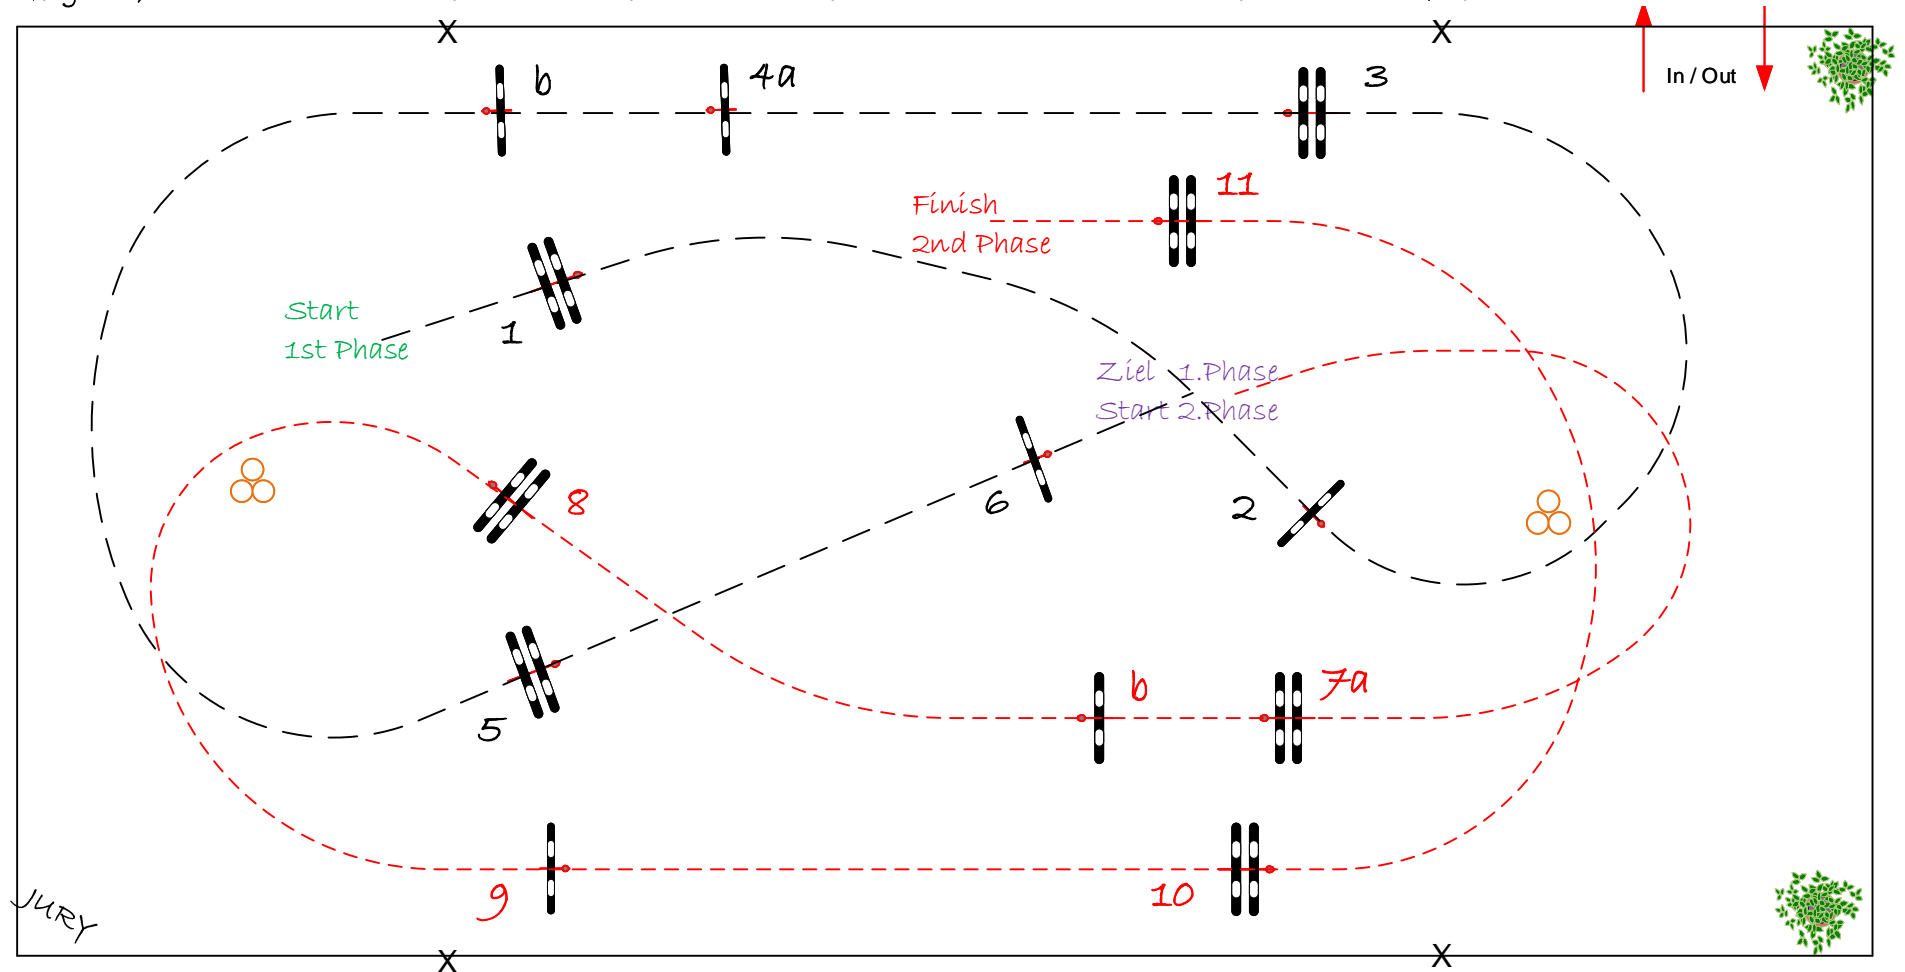 X
X
In / Out
b
4a
3
11
Finish
2nd Phase
Start
1st Phase
1
Ziel 1.Phase
Start 2.Phase
8
6
2
5
b
7a
9
10
JURY
X
X